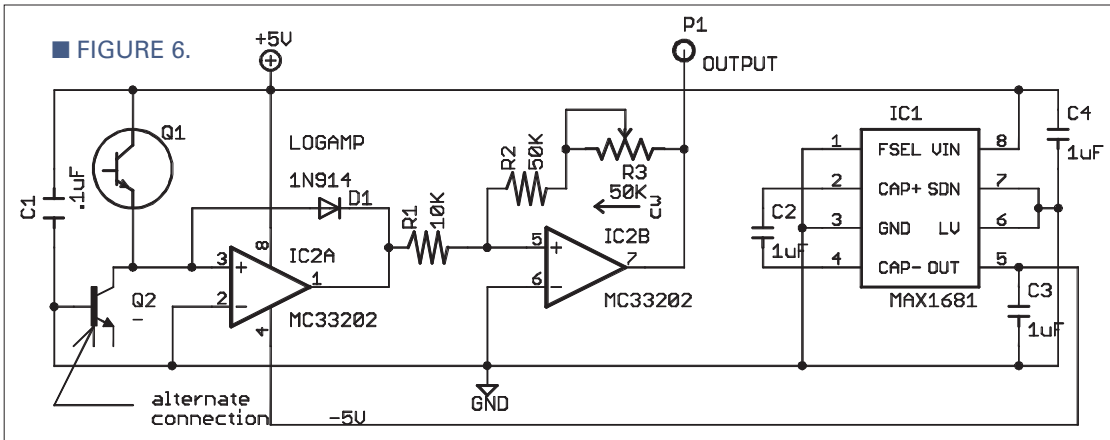 ■ FIGURE 6.
+5V
P1
OUTPUT
Q1
C1
.1uF
LOGAMP
1N914
D1
R1
10K
R2
50K
R3
50K
CW
IC1
1
FSEL VIN
8
2
CAP+ SDN
7
3
GND LV
6
4
CAP- OUT
5
MAX1681
C4
1uF
C2
1uF
C3
1uF
8
IC2A
3
+
2
-
1
4
MC33202
Q2
-
IC2B
5
+
6
-
7
MC33202
alternate
connection
-5V
GND